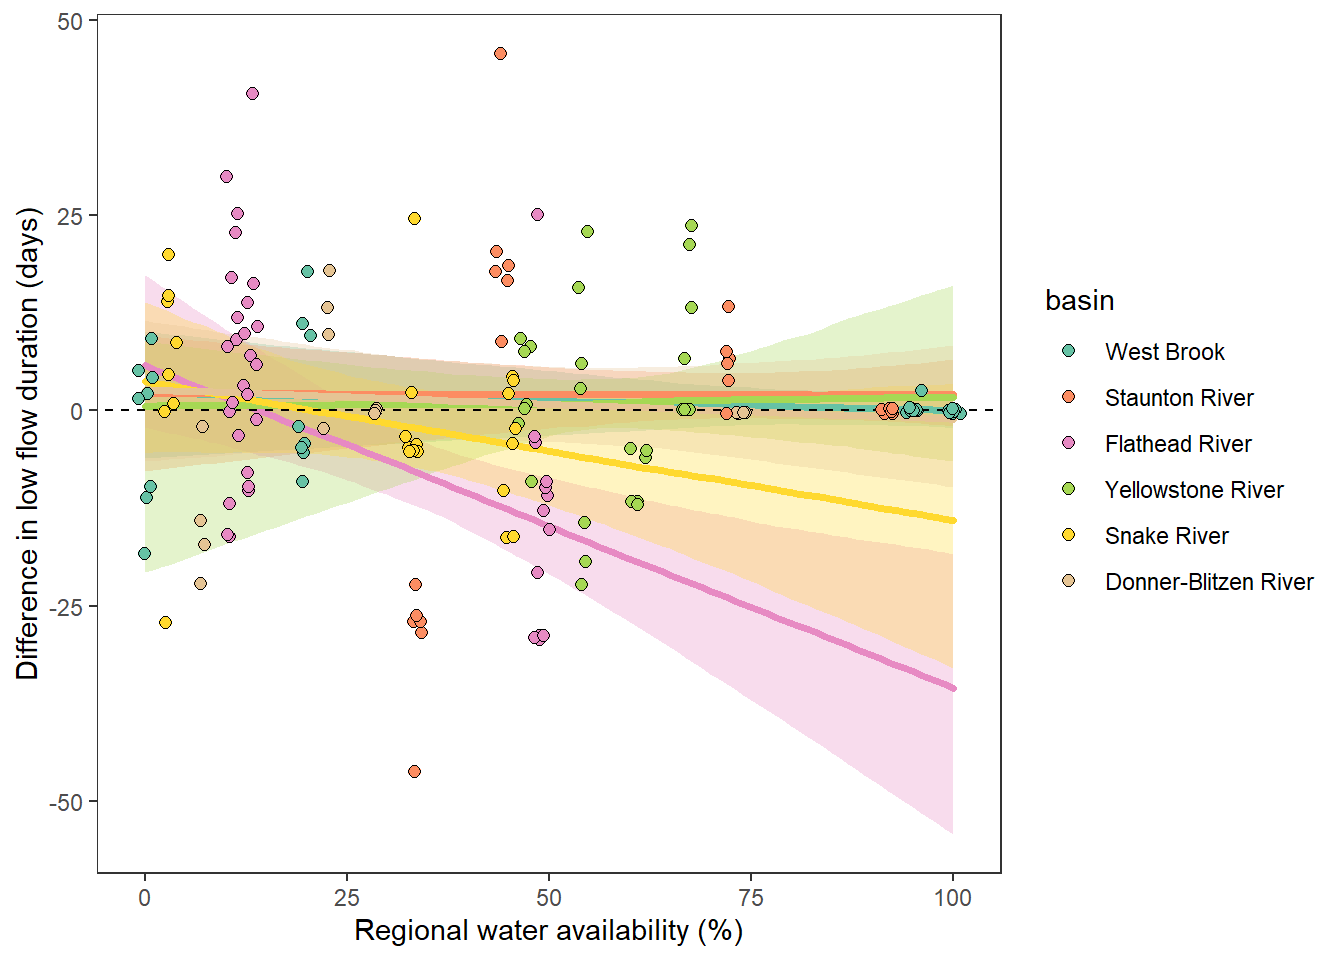 50
25
0
-25
-50
Difference in low flow duration (days)
0 25 50 75 100
Regional water availability (%)
basin
West Brook
Staunton River
Flathead River
Yellowstone River
Snake River
Donner-Blitzen River